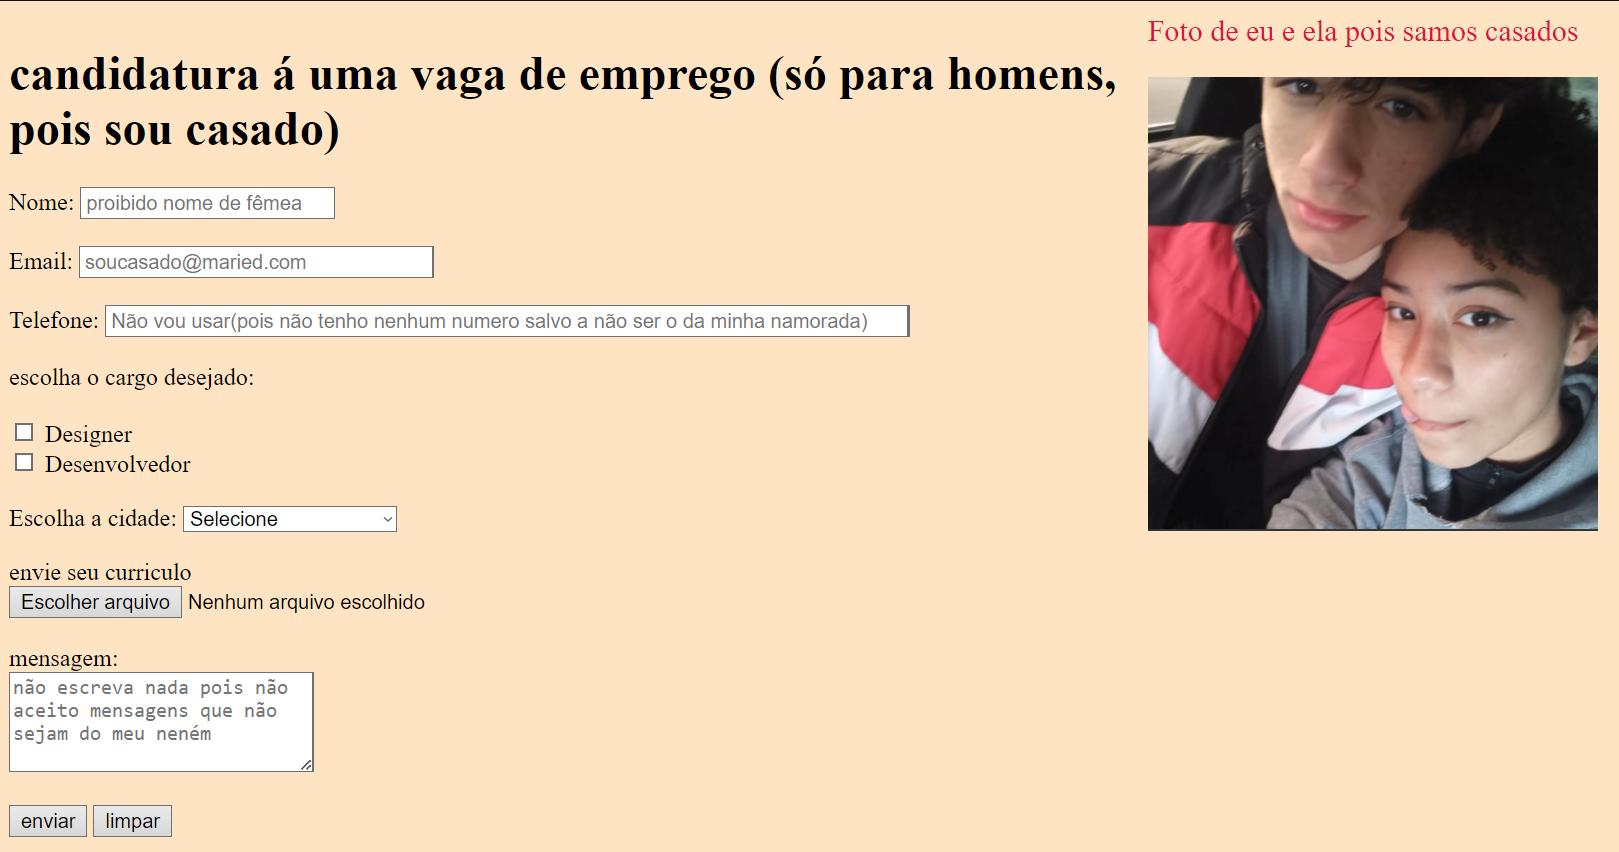 Foto de eu e ela pois samos casados
candidatura á uma vaga de emprego (só para homens,
pois sou casado)
Nome: proibido nome de fêmea
Email: soucasado@maried.com
Telefone: Não vou usar(pois não tenho nenhum numero salvo a não ser o da minha namorada)
escolha o cargo desejado:
Designer
Desenvolvedor
Escolha a cidade: Selecione
envie seu curriculo
Escolher arquivo Nenhum arquivo escolhido
mensagem:
não escreva nada pois não
aceito mensagens que não
sejam do meu neném
enviar limpar